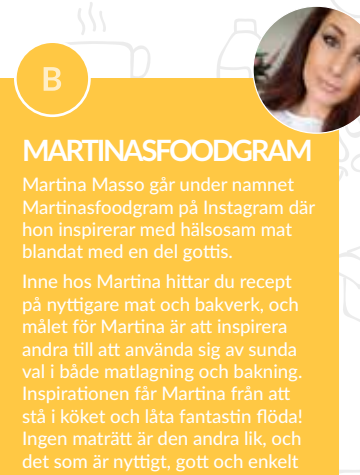 B
MARTINASFOODGRAM
Martina Masso går under namnet
Martinasfoodgram på Instagram där
hon inspirerar med hälsosam mat
blandat med en del gottis.
Inne hos Martina hittar du recept
på nyttigare mat och bakverk, och
målet för Martina är att inspirera
andra till att använda sig av sunda
val i både matlagning och bakning.
Inspirationen får Martina från att
stå i köket och låta fantastin flöda!
Ingen maträtt är den andra lik, och
det som är nyttigt, gott och enkelt